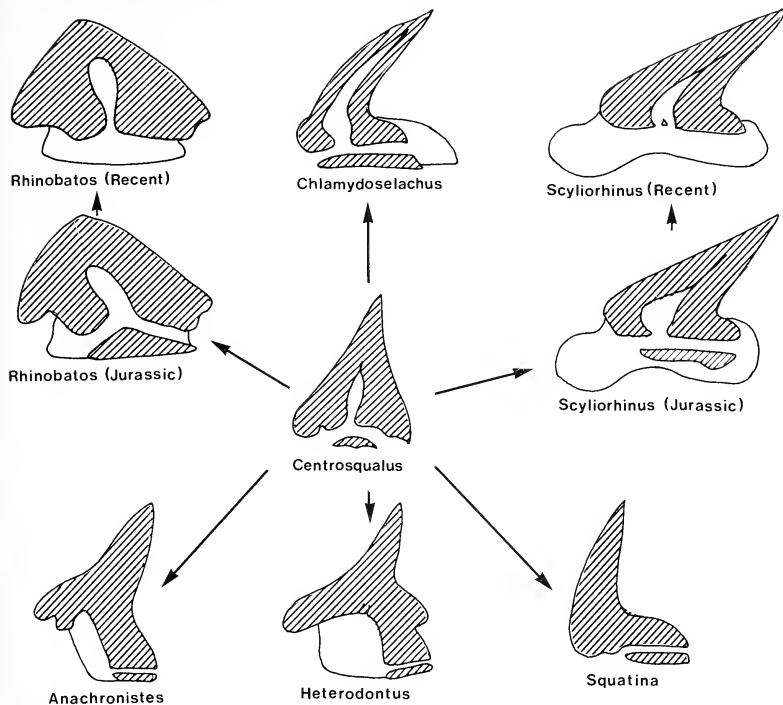 Rhinobatos (Recent)
Chlamydoselachus
Scyliorhinus (Recent)
Rhinobatos (Jurassic)
Scyliorhinus (Jurassic)
Centrosqualus
Anachronistes
Heterodontus
Squatina